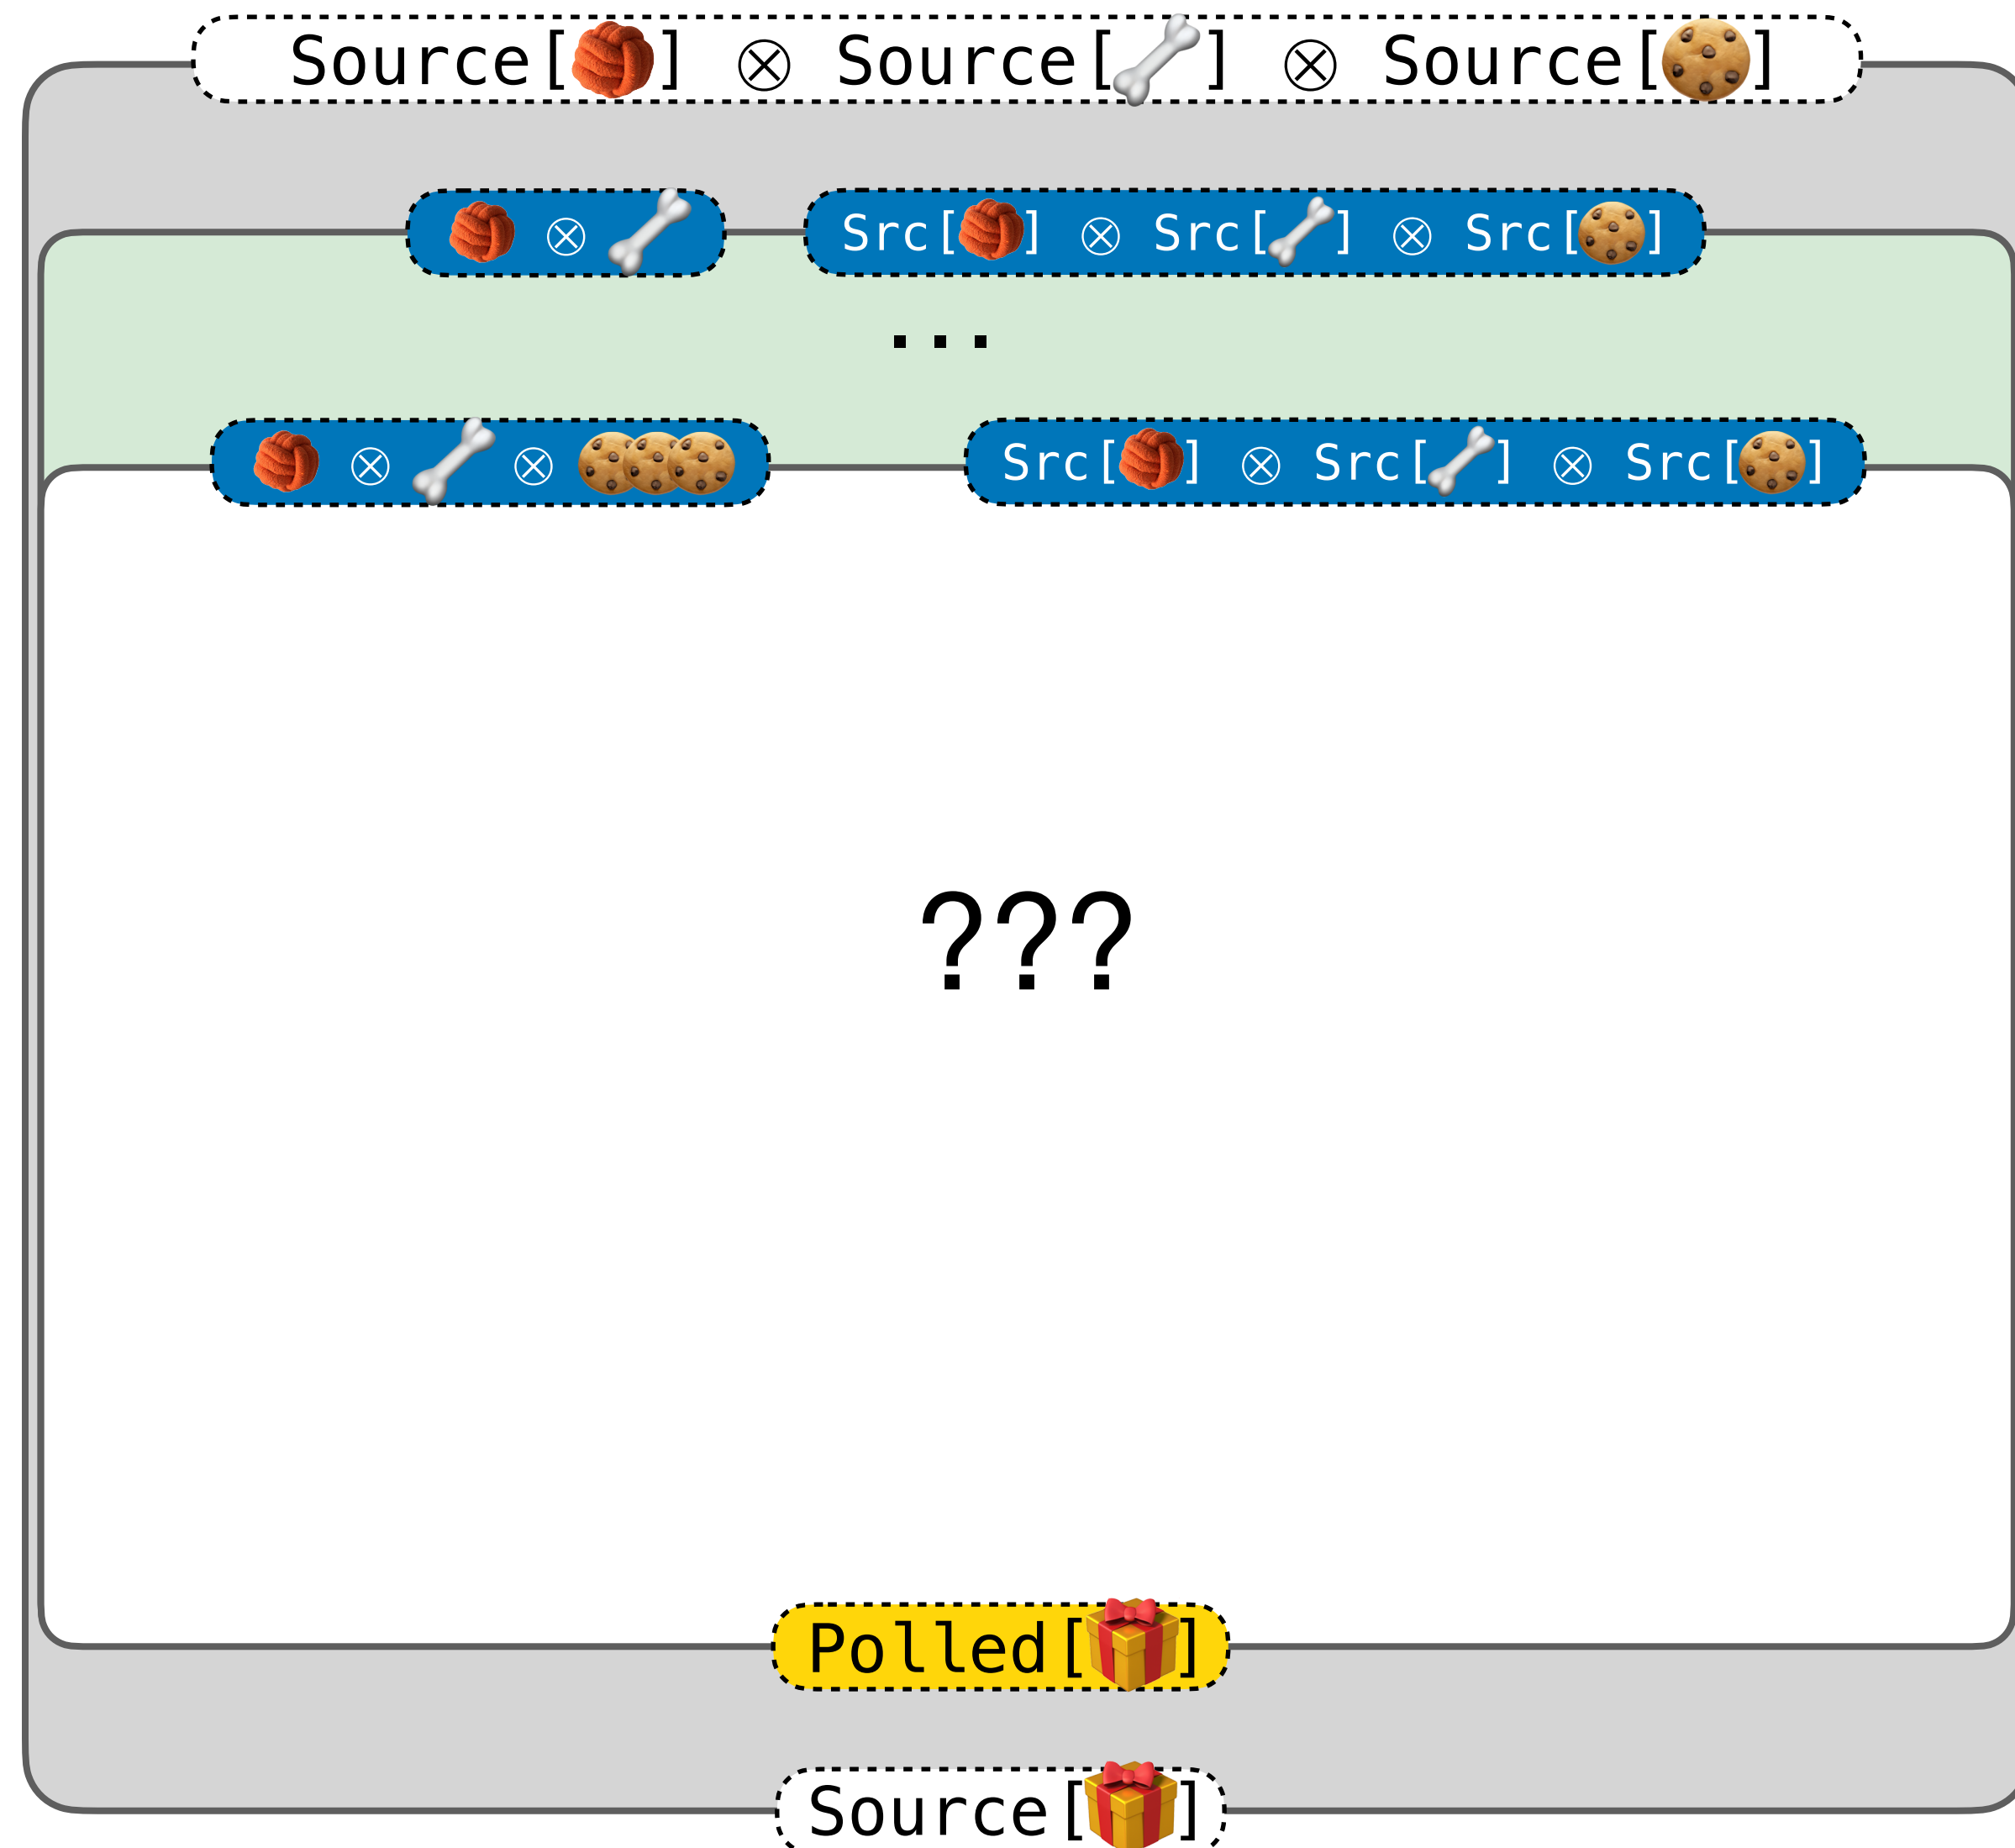 Source[🧶] ⊗ Source[🦴] ⊗ Source[🍪]
🧶 ⊗ 🦴 Src[🧶] ⊗ Src[🦴] ⊗ Src[🍪]
...
🧶 ⊗ 🦴 ⊗ 🍪🍪🍪 Src[🧶] ⊗ Src[🦴] ⊗ Src[🍪]
???
Polled[🎁]
Source[🎁]